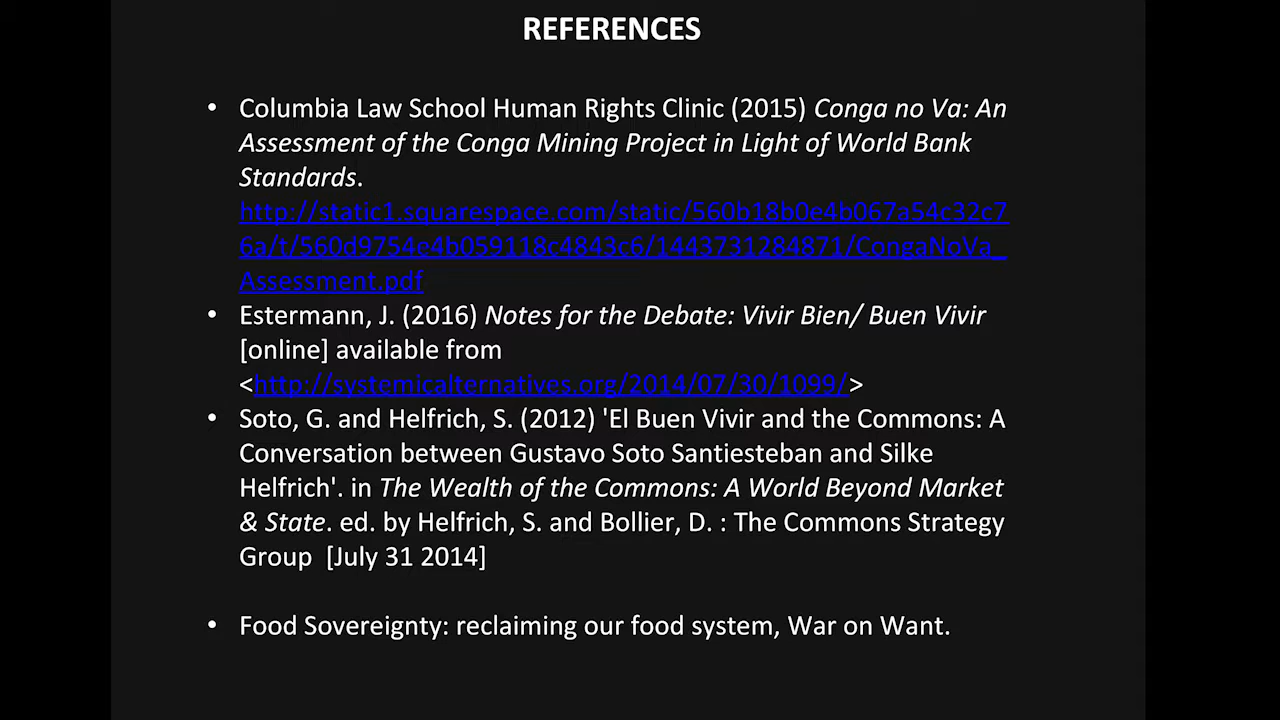 REFERENCES
• Columbia Law School Human Rights Clinic (2015) Conga no Va: An
Assessment of the Conga Mining Project in Light of World Bank
Standards.
http://static1.squarespace.com/static/560b18b0e4b067a54c32c7
6a/t/560d9754e4b059118c4843c6/1443731284871/CongaNoVa_
Assessment.pdf
• Estermann, J. (2016) Notes for the Debate: Vivir Bien/ Buen Vivir
[online] available from
<http://systemicalternatives.org/2014/07/30/1099/>
• Soto, G. and Helfrich, S. (2012) 'El Buen Vivir and the Commons: A
Conversation between Gustavo Soto Santiesteban and Silke
Helfrich'. in The Wealth of the Commons: A World Beyond Market
& State. ed. by Helfrich, S. and Bollier, D. : The Commons Strategy
Group  [July 31 2014]
• Food Sovereignty: reclaiming our food system, War on Want.